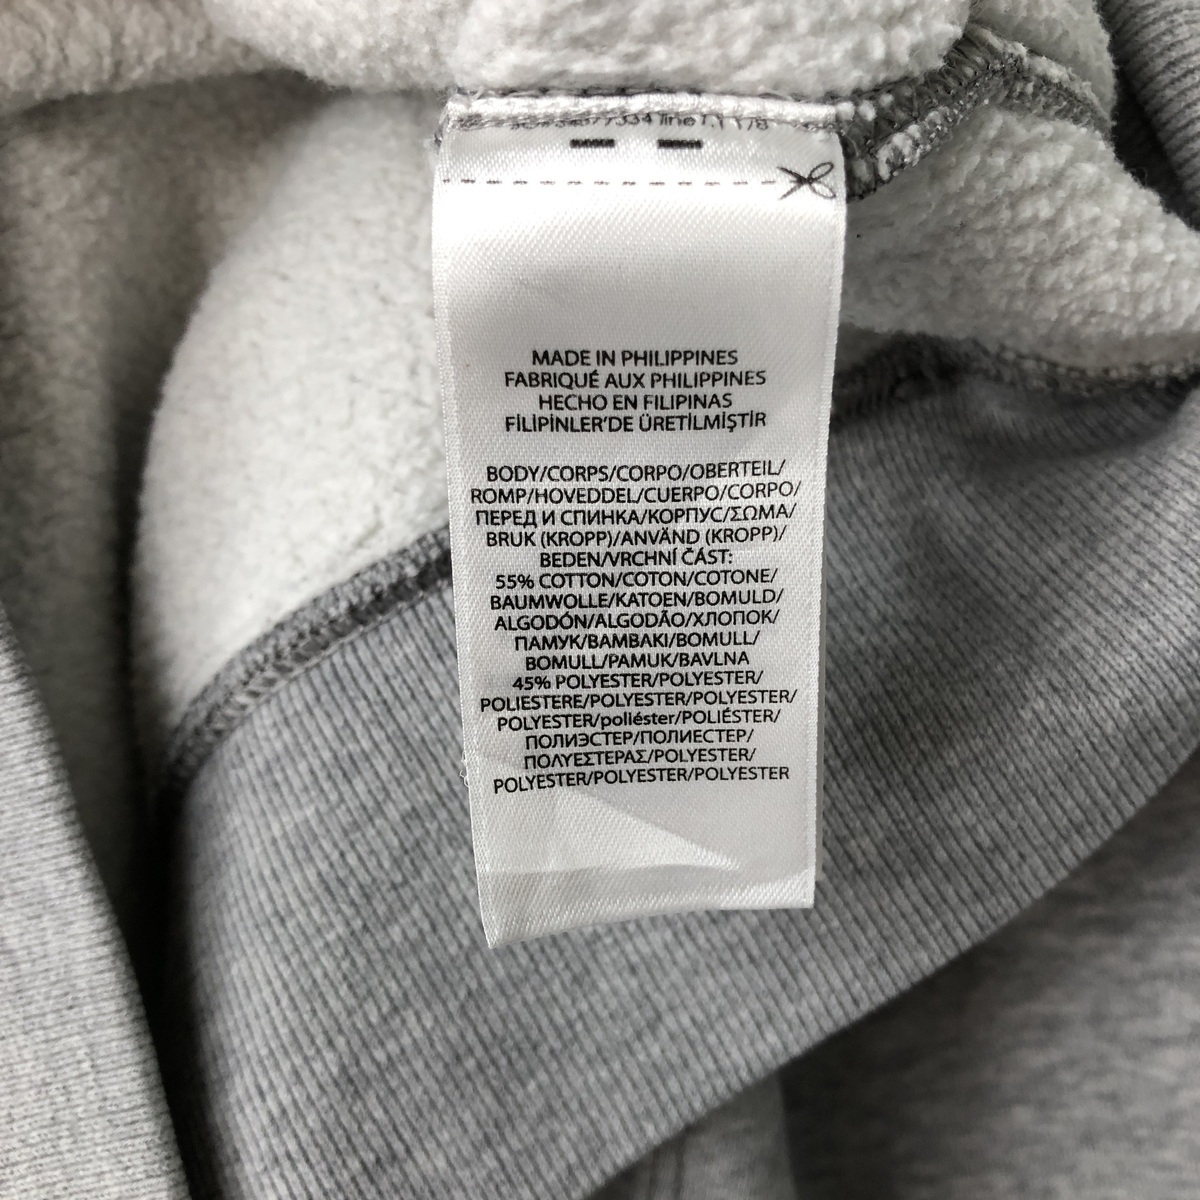 MADE IN PHILIPPINES
FABRIQUÉ AUX PHILIPPINES
HECHO EN FILIPINAS
FİLİPİNLER'DE ÜRETİLMİŞTİR
BODY/CORPS/CORPO/OBERTEIL/
ROMP/HOVEDDEL/CUERPO/CORPO/
ПЕРЕД И СПИНКА/КОРПУС/ΣΩΜΑ/
BRUK (KROPP)/ANVÄND (KROPP)/
BEDEN/VRCHNÍ ČÁST:
55% COTTON/COTON/COTONE/
BAUMWOLLE/KATOEN/BOMULD/
ALGODÓN/ALGODÃO/ХЛОПОК/
ПАМУК/ΒΑΜΒΑΚΙ/BOMULL/
BOMULL/PAMUK/BAVLNA
45% POLYESTER/POLYESTER/
POLIESTERE/POLYESTER/POLYESTER/
POLYESTER/poliéster/POLIÉSTER/
ПОЛИЭСТЕР/ПОЛИЕСТЕР/
ΠΟΛΥΕΣΤΕΡΑΣ/POLYESTER/
POLYESTER/POLYESTER/POLYESTER